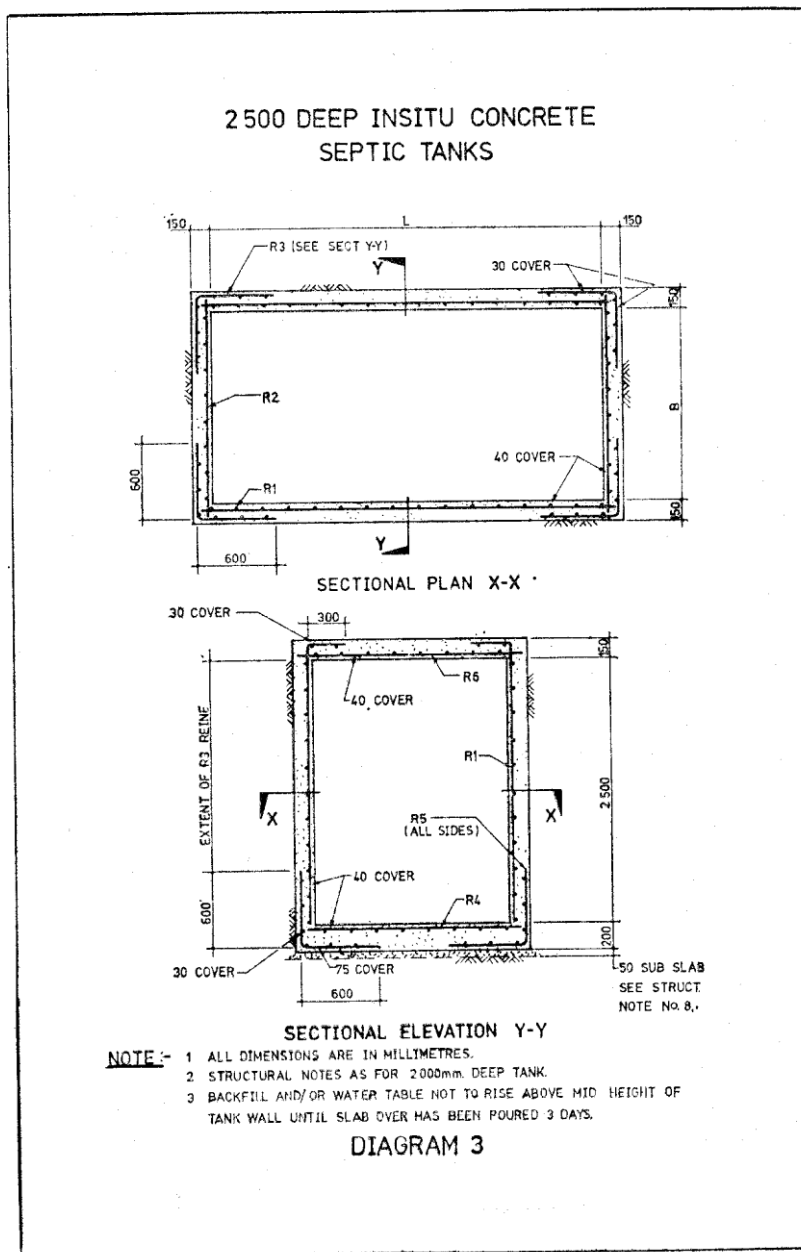 2500 DEEP INSITU CONCRETE
SEPTIC TANKS
150
L
150
R3 (SEE SECT Y-Y)
Y
30 COVER
150
R2
B
600
40 COVER
R1
150
Y
600
SECTIONAL PLAN X-X
30 COVER
300
150
R6
40 COVER
EXTENT OF R3 REINF
R1
2500
X
X
R5
(ALL SIDES)
40 COVER
R4
600
200
30 COVER
75 COVER
600
50 SUB SLAB
SEE STRUCT.
NOTE No. 8.
SECTIONAL ELEVATION Y-Y
NOTE :- 1 ALL DIMENSIONS ARE IN MILLIMETRES.
2 STRUCTURAL NOTES AS FOR 2000mm. DEEP TANK.
3 BACKFILL AND/OR WATER TABLE NOT TO RISE ABOVE MID HEIGHT OF
TANK WALL UNTIL SLAB OVER HAS BEEN POURED 3 DAYS.
DIAGRAM 3